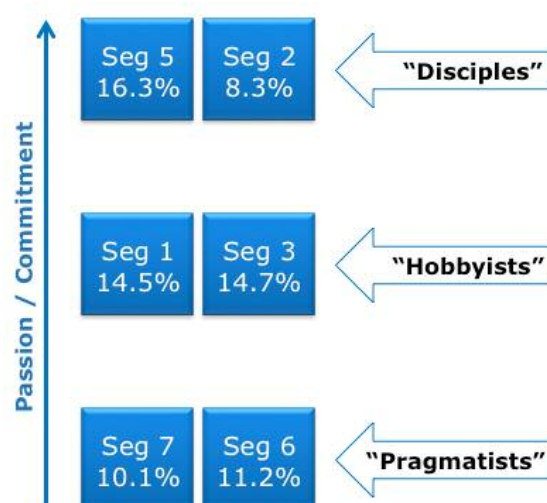 Passion / Commitment
Seg 5
16.3%
Seg 2
8.3%
“Disciples”
Seg 1
14.5%
Seg 3
14.7%
“Hobbyists”
Seg 7
10.1%
Seg 6
11.2%
“Pragmatists”